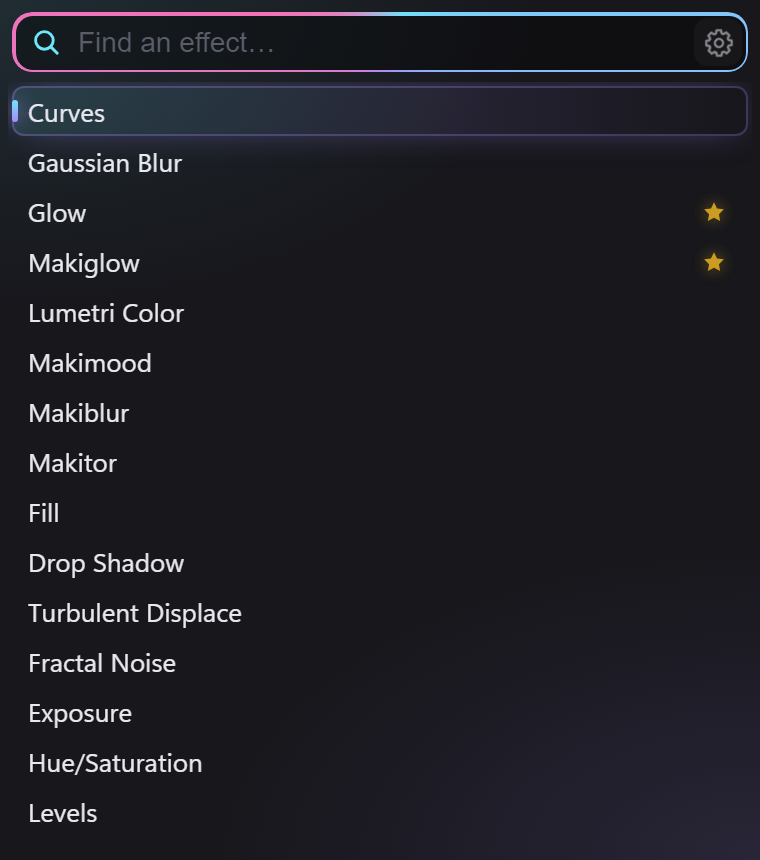 Find an effect…
Curves
Gaussian Blur
Glow
Makiglow
Lumetri Color
Makimood
Makiblur
Makitor
Fill
Drop Shadow
Turbulent Displace
Fractal Noise
Exposure
Hue/Saturation
Levels